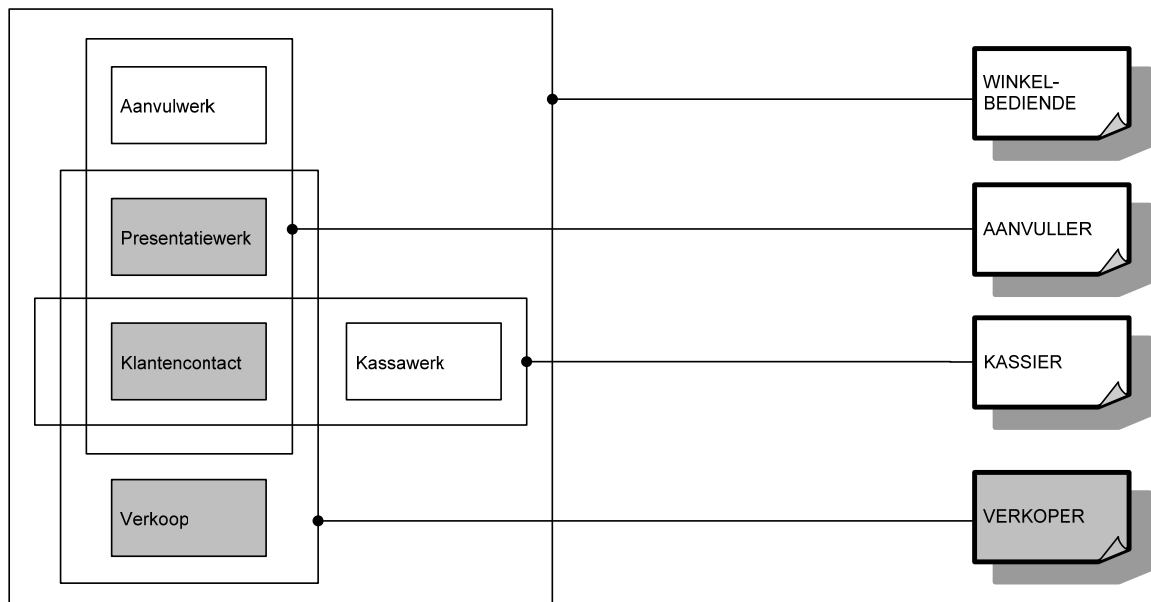 Aanvulwerk
Presentatiewerk
Klantencontact
Kassawerk
Verkoop
WINKEL-
BEDIENDE
AANVULLER
KASSIER
VERKOPER